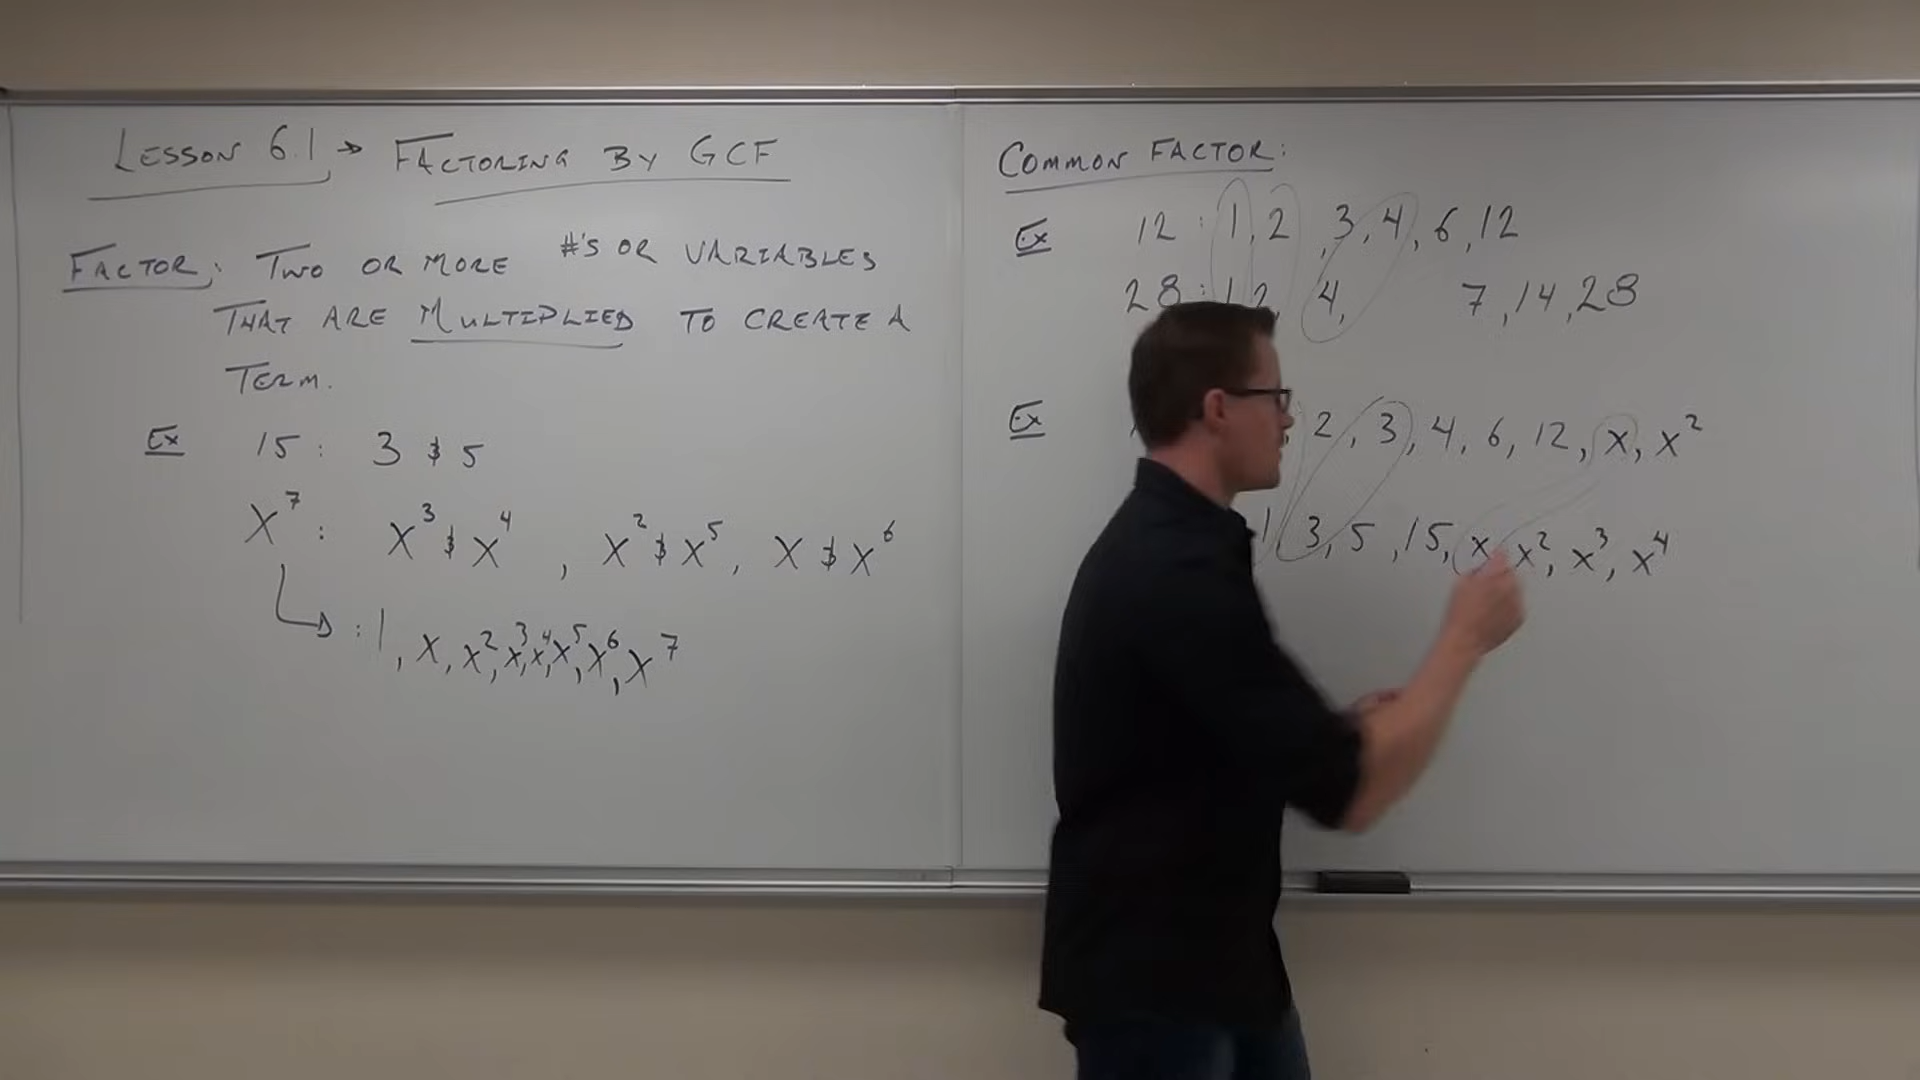 LESSON 6.1 → FACTORING BY GCF
FACTOR: TWO OR MORE #'S OR VARIABLES
THAT ARE MULTIPLIED TO CREATE A
TERM.
Ex 15: 3 & 5
x⁷: x³ & x⁴, x² & x⁵, x & x⁶
: 1, x, x², x³, x⁴, x⁵, x⁶, x⁷
COMMON FACTOR:
Ex 12: 1, 2, 3, 4, 6, 12
28: 1, 2, 4, 7, 14, 28
Ex 2, 3, 4, 6, 12, x, x²
1, 3, 5, 15, x, x², x³, x⁴